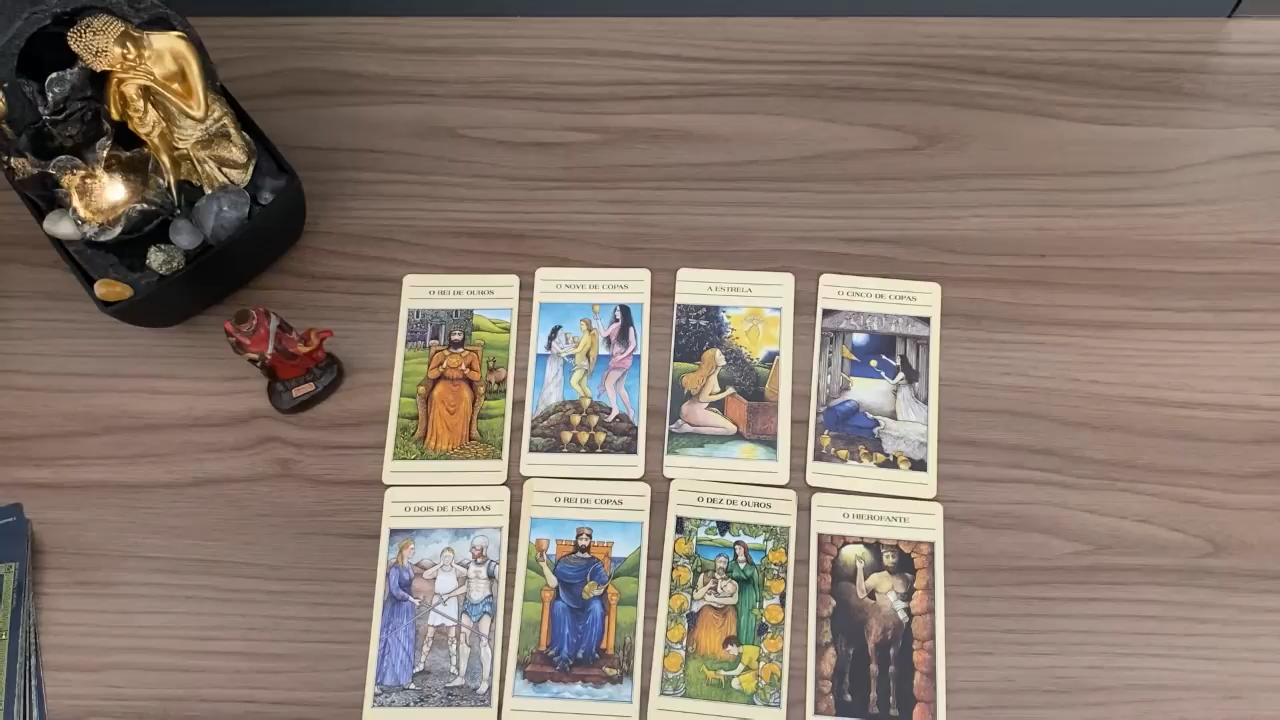 O REI DE OUROS
O NOVE DE COPAS
A ESTRELA
O CINCO DE COPAS
O DOIS DE ESPADAS
O REI DE COPAS
O DEZ DE OUROS
O HIEROFANTE